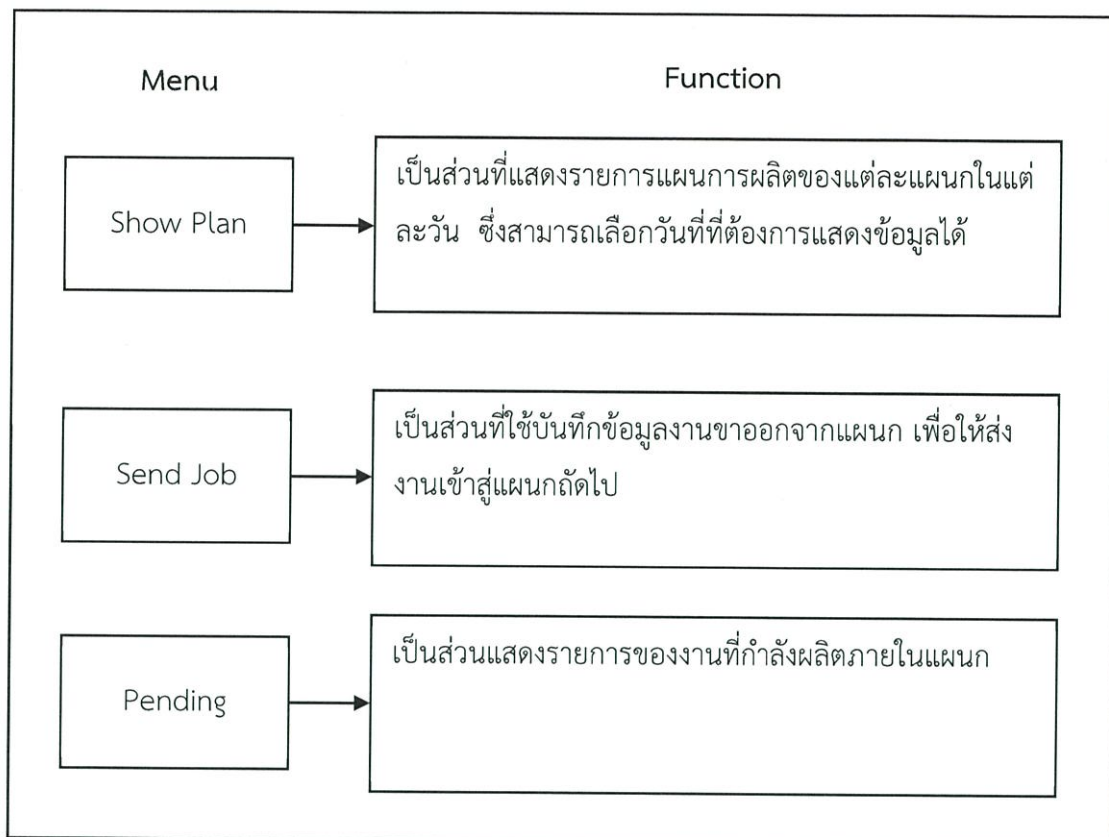 Menu
Function
Show Plan
เป็นส่วนที่แสดงรายการแผนการผลิตของแต่ละแผนกในแต่
ละวัน ซึ่งสามารถเลือกวันที่ที่ต้องการแสดงข้อมูลได้
Send Job
เป็นส่วนที่ใช้บันทึกข้อมูลงานขาออกจากแผนก เพื่อให้ส่ง
งานเข้าสู่แผนกถัดไป
Pending
เป็นส่วนแสดงรายการของงานที่กำลังผลิตภายในแผนก